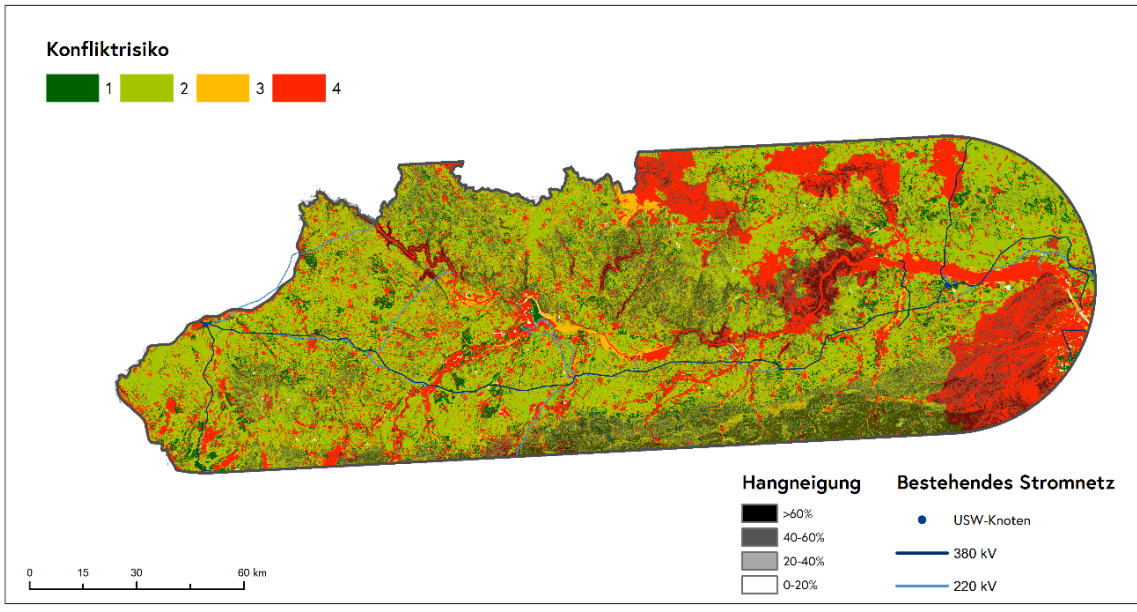 Konfliktrisiko
1 2 3 4
Hangneigung
>60%
40-60%
20-40%
0-20%
Bestehendes Stromnetz
USW-Knoten
380 kV
220 kV
0 15 30 60 km